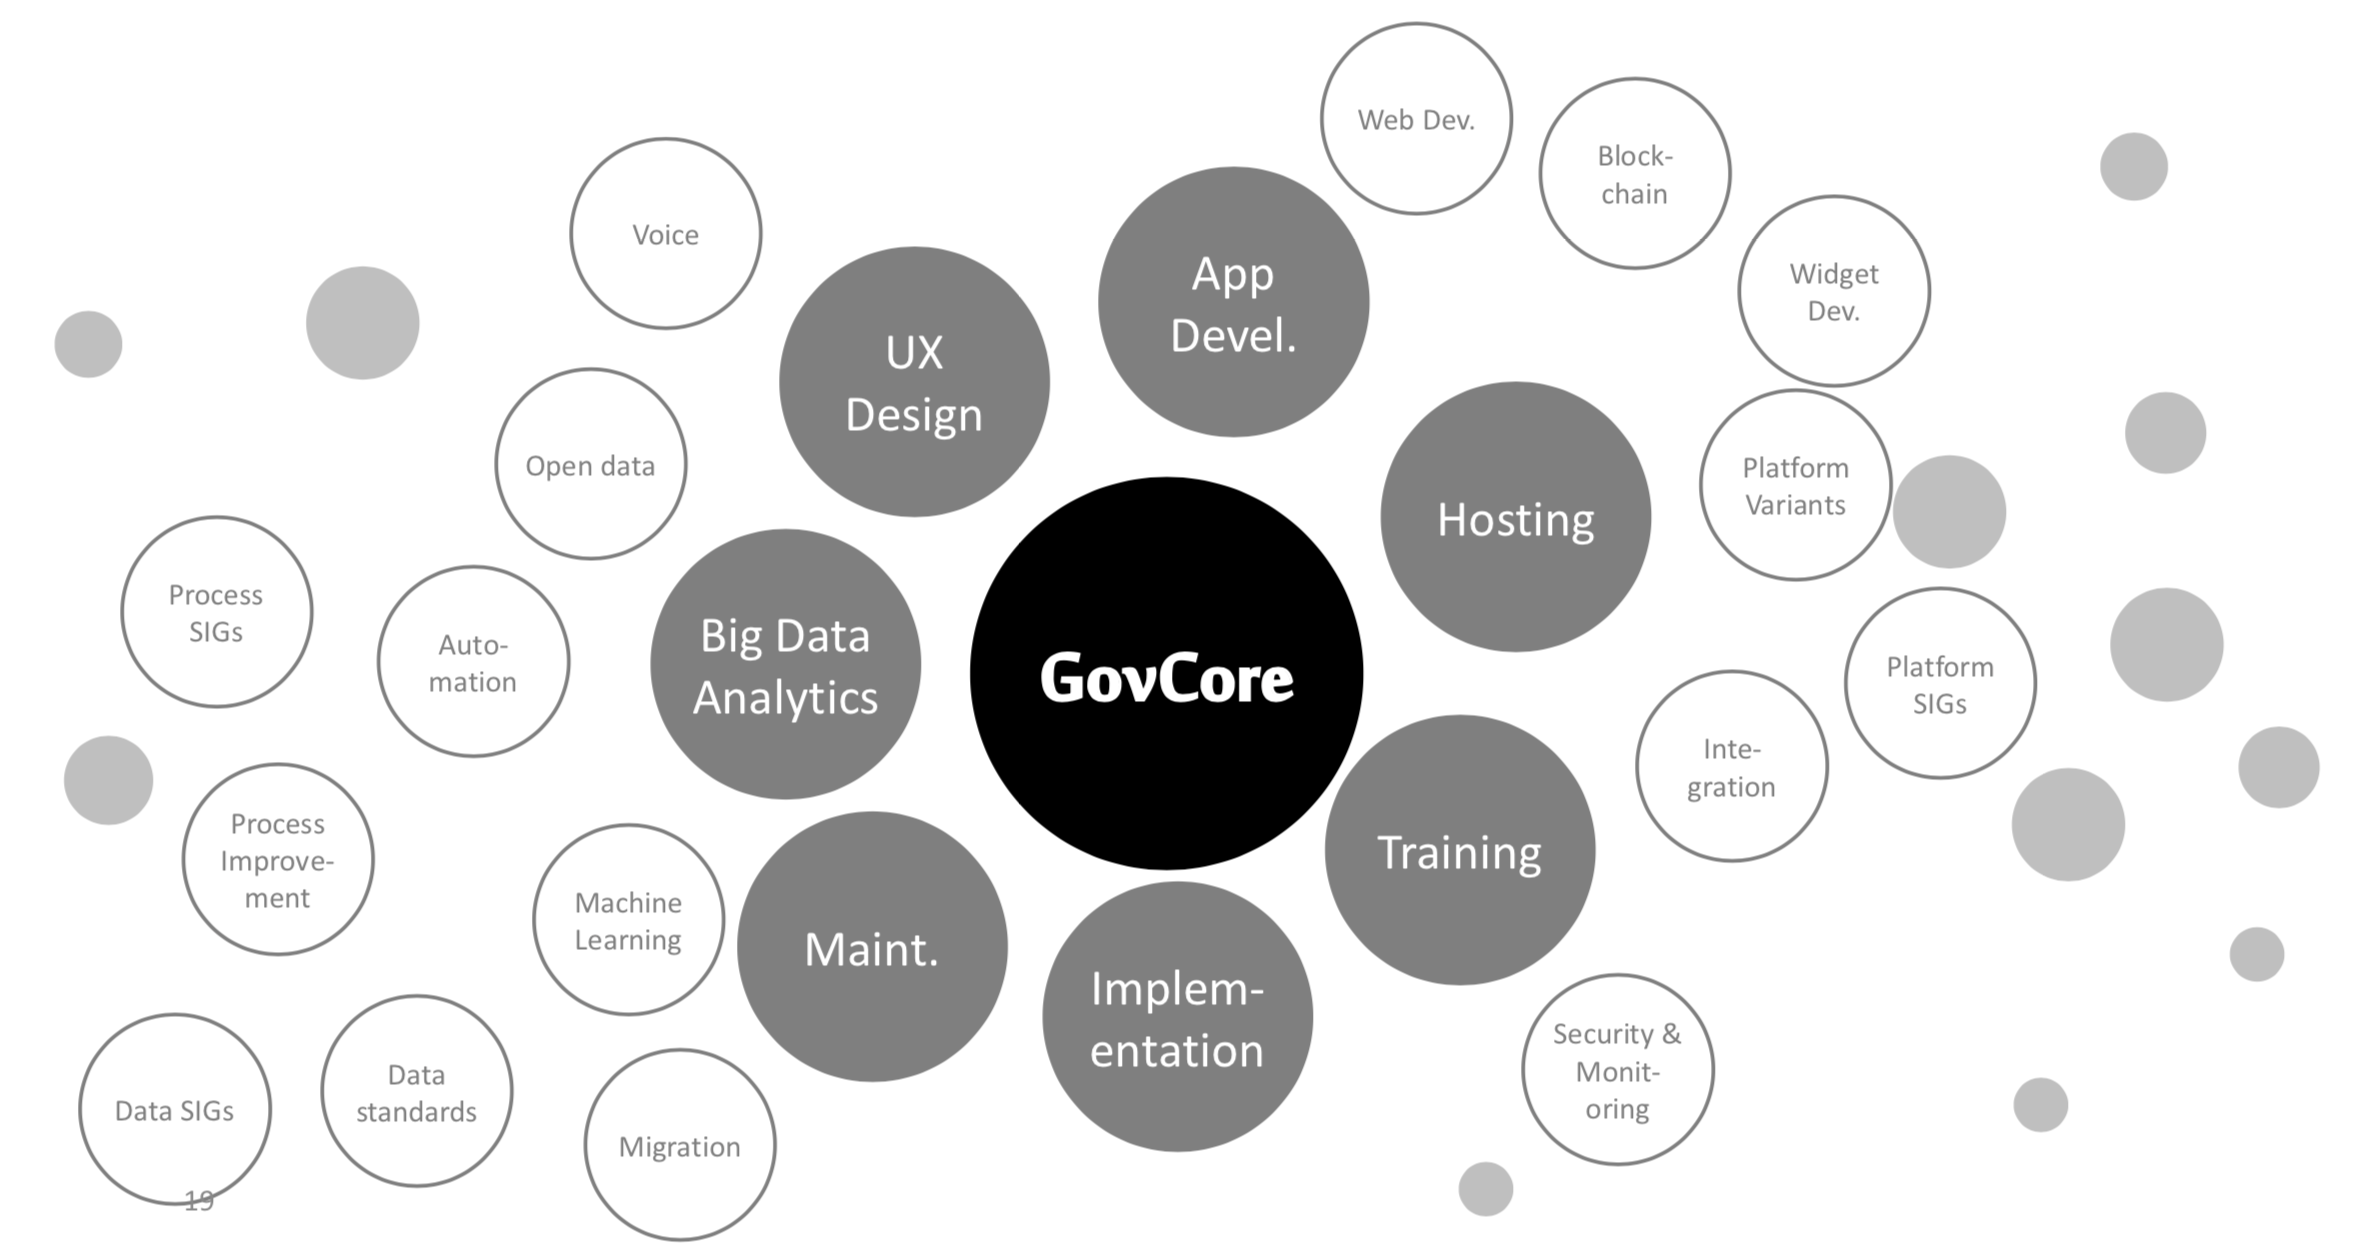 Web Dev.
Block-
chain
Voice
Widget
Dev.
App
Devel.
UX
Design
Open data
Platform
Variants
Hosting
Process
SIGs
Auto-
mation
Big Data
Analytics
GovCore
Platform
SIGs
Inte-
gration
Process
Improve-
ment
Machine
Learning
Maint.
Training
Implem-
entation
Security &
Monit-
oring
Data SIGs
Data
standards
Migration
19